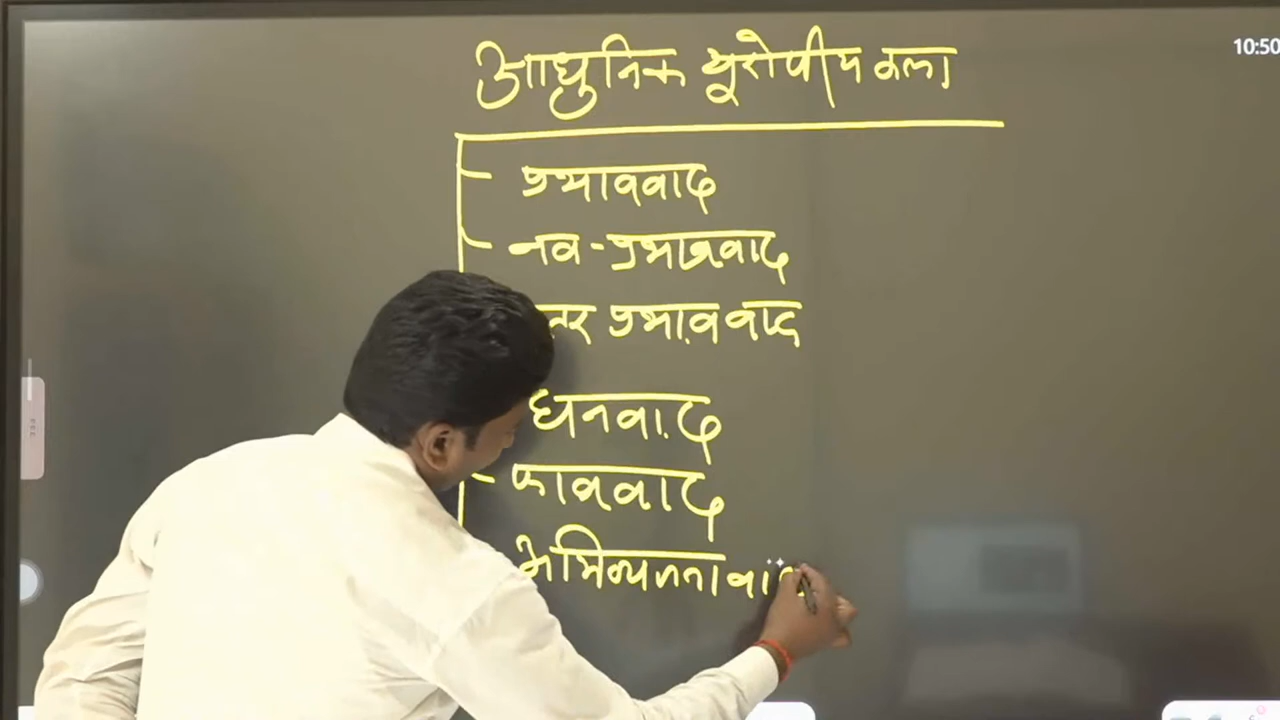 10:50
आधुनिक यूरोपीय कला
प्रभाववाद
नव-प्रभाववाद
प्रभाववाद
घनवाद
फाववाद